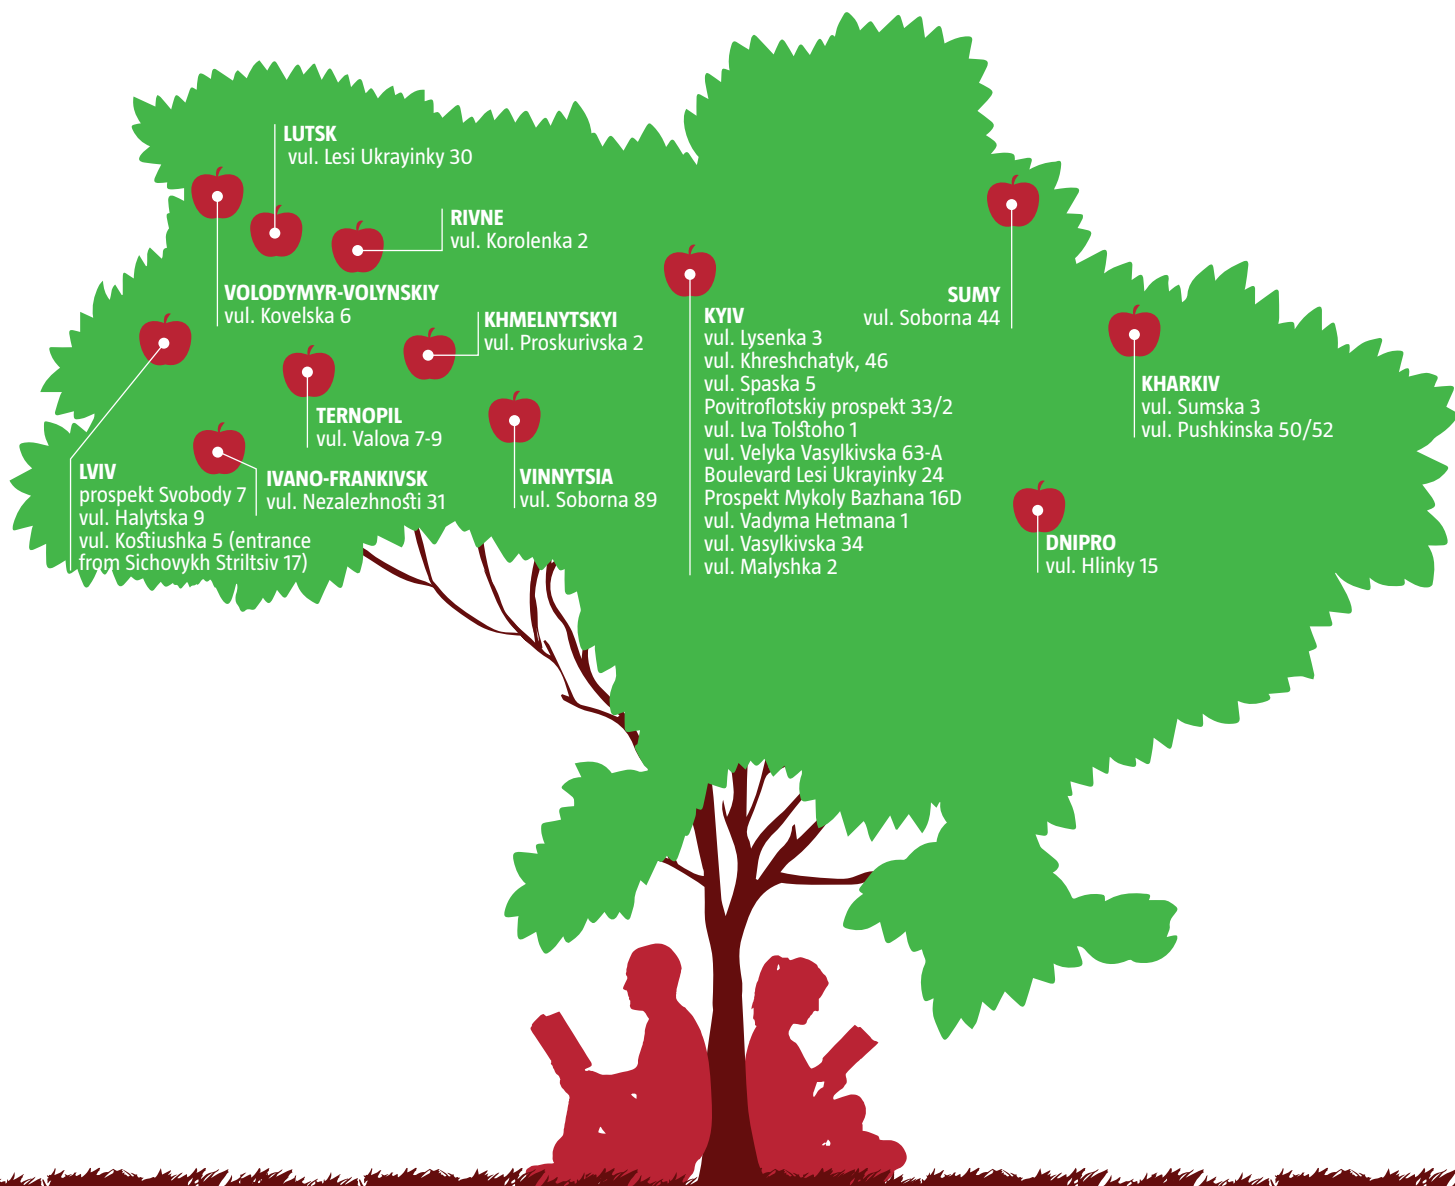 LUTSK
vul. Lesi Ukrayinky 30
RIVNE
vul. Korolenka 2
VOLODYMYR-VOLYNSKIY
vul. Kovelska 6
KHMELNYTSKYI
vul. Proskurivska 2
TERNOPIL
vul. Valova 7-9
LVIV
prospekt Svobody 7
vul. Halytska 9
vul. Kostiushka 5 (entrance
from Sichovykh Striltsiv 17)
IVANO-FRANKIVSK
vul. Nezalezhnosti 31
VINNYTSIA
vul. Soborna 89
KYIV
vul. Lysenka 3
vul. Khreshchatyk, 46
vul. Spaska 5
Povitroflotskiy prospekt 33/2
vul. Lva Tolstoho 1
vul. Velyka Vasylkivska 63-A
Boulevard Lesi Ukrayinky 24
Prospekt Mykoly Bazhana 16D
vul. Vadyma Hetmana 1
vul. Vasylkivska 34
vul. Malyshka 2
SUMY
vul. Soborna 44
KHARKIV
vul. Sumska 3
vul. Pushkinska 50/52
DNIPRO
vul. Hlinky 15